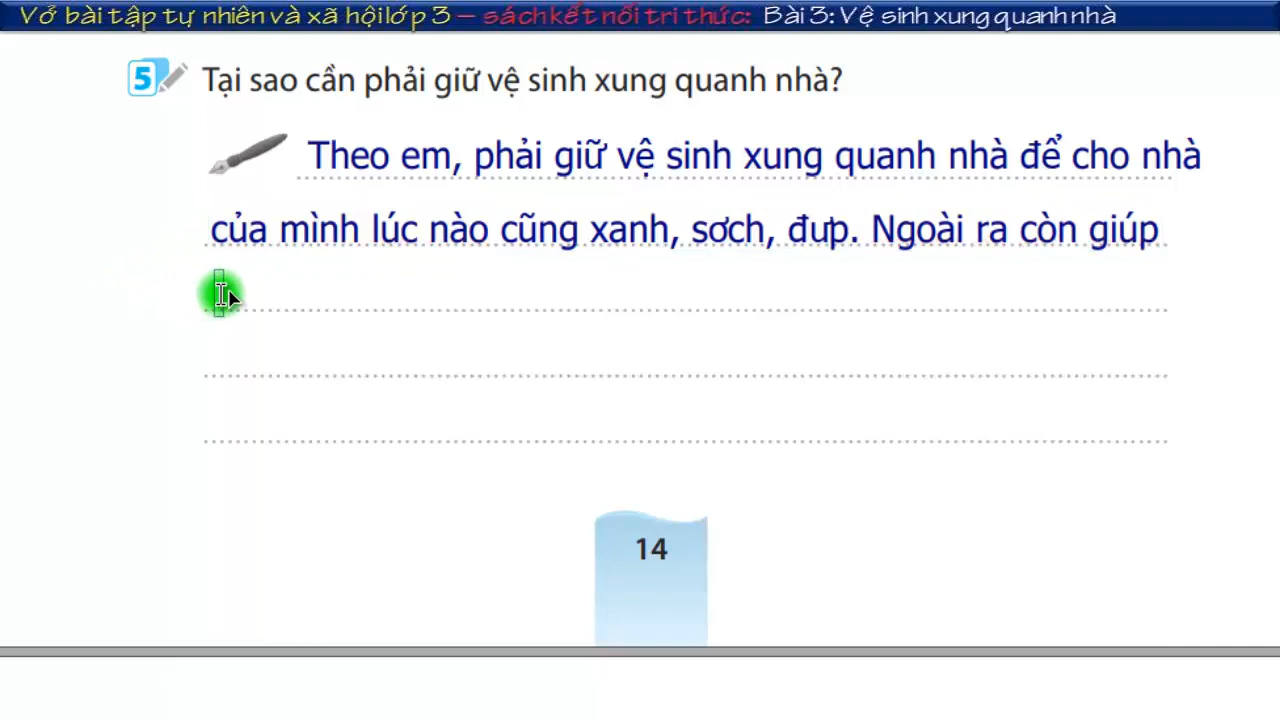 Vở bài tập tự nhiên và xã hội lớp 3 – sách kết nối tri thức: Bài 3: Vệ sinh xung quanh nhà
5 Tại sao cần phải giữ vệ sinh xung quanh nhà?
Theo em, phải giữ vệ sinh xung quanh nhà để cho nhà
của mình lúc nào cũng xanh, sơch, đưp. Ngoài ra còn giúp
14